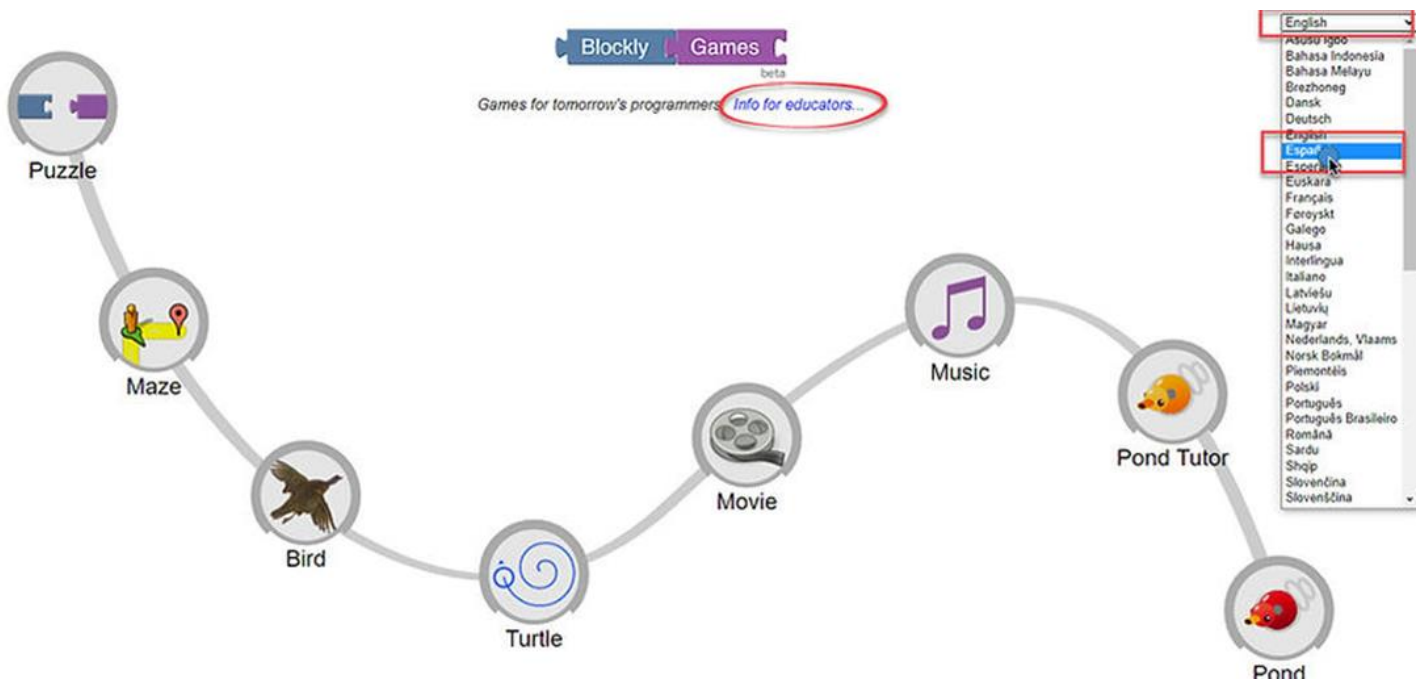 Blockly Games
beta
Games for tomorrow's programmers Info for educators...
Puzzle
Maze
Bird
Turtle
Movie
Music
Pond Tutor
Pond
English
Asụsụ Igbo
Bahasa Indonesia
Bahasa Melayu
Brezhoneg
Dansk
Deutsch
English
Euskara
Français
Føroyskt
Galego
Hausa
Interlingua
Italiano
Latviešu
Lietuvių
Magyar
Nederlands, Vlaams
Norsk Bokmål
Piemontèis
Polski
Português
Português Brasileiro
Română
Sardu
Shqip
Slovenčina
Slovenščina